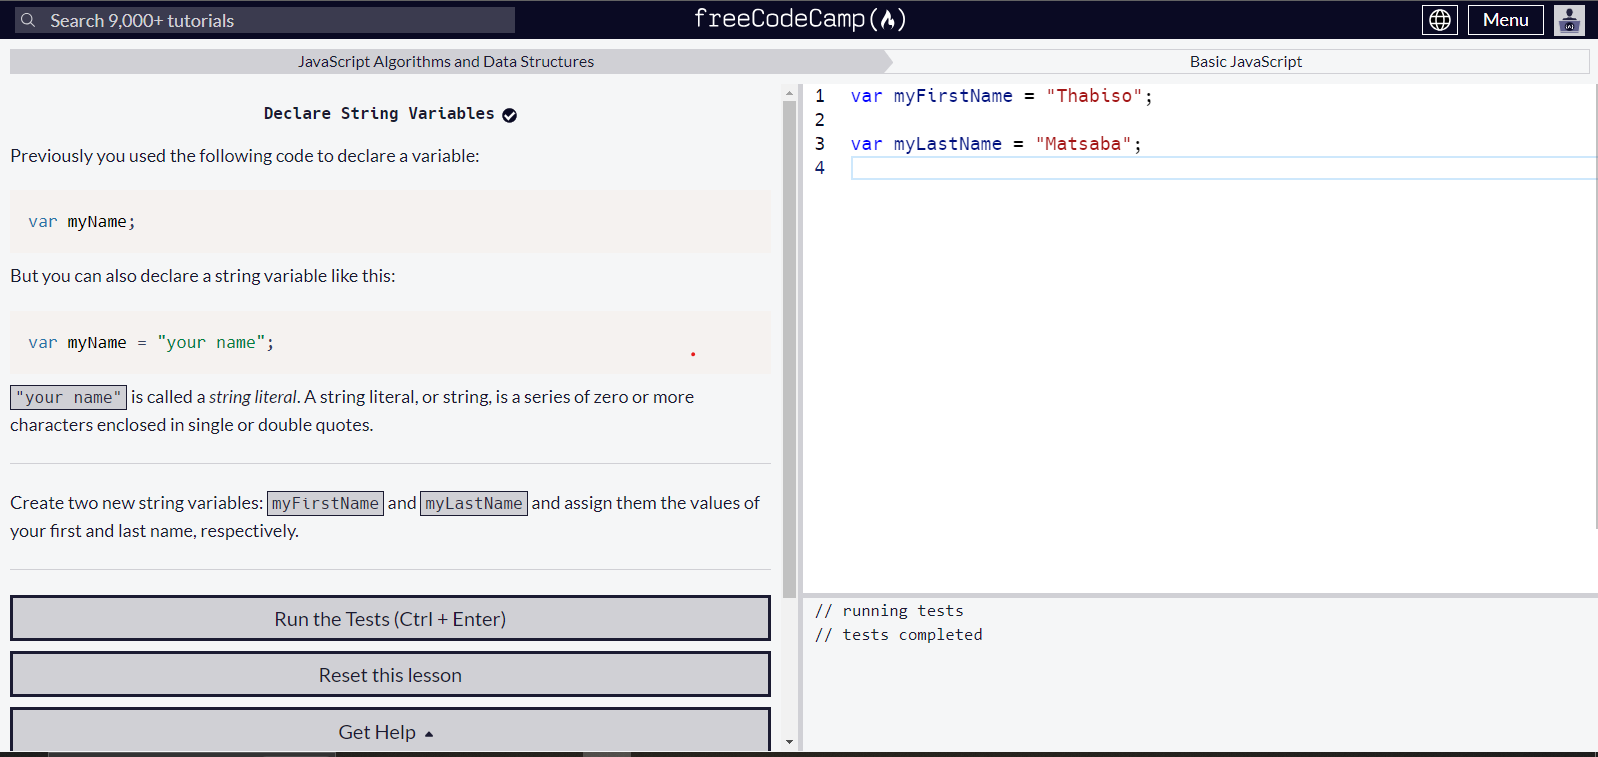 Search 9,000+ tutorials
freeCodeCamp
Menu
JavaScript Algorithms and Data Structures
Basic JavaScript
Declare String Variables
Previously you used the following code to declare a variable:
var myName;
But you can also declare a string variable like this:
var myName = "your name";
"your name" is called a string literal. A string literal, or string, is a series of zero or more
characters enclosed in single or double quotes.
Create two new string variables: myFirstName and myLastName and assign them the values of
your first and last name, respectively.
Run the Tests (Ctrl + Enter)
Reset this lesson
Get Help
1 var myFirstName = "Thabiso";
2
3 var myLastName = "Matsaba";
4
// running tests
// tests completed